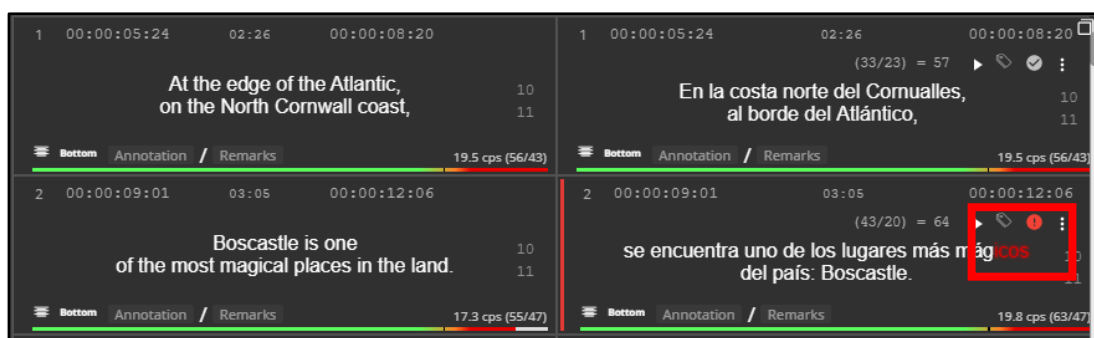 1 00:00:05:24 02:26 00:00:08:20
At the edge of the Atlantic, 10
on the North Cornwall coast, 11
Bottom Annotation / Remarks 19.5 cps (56/43)
1 00:00:05:24 02:26 00:00:08:20
(33/23) = 57
En la costa norte del Cornualles, 10
al borde del Atlántico, 11
Bottom Annotation / Remarks 19.5 cps (56/43)
2 00:00:09:01 03:05 00:00:12:06
Boscastle is one 10
of the most magical places in the land. 11
Bottom Annotation / Remarks 17.3 cps (55/47)
2 00:00:09:01 03:05 00:00:12:06
(43/20) = 64
se encuentra uno de los lugares más mágicos 10
del país: Boscastle. 11
Bottom Annotation / Remarks 19.8 cps (63/47)